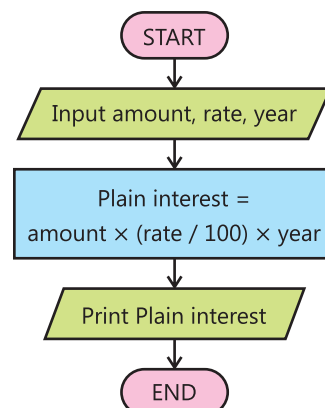 START
Input amount, rate, year
Plain interest =
amount × (rate / 100) × year
Print Plain interest
END